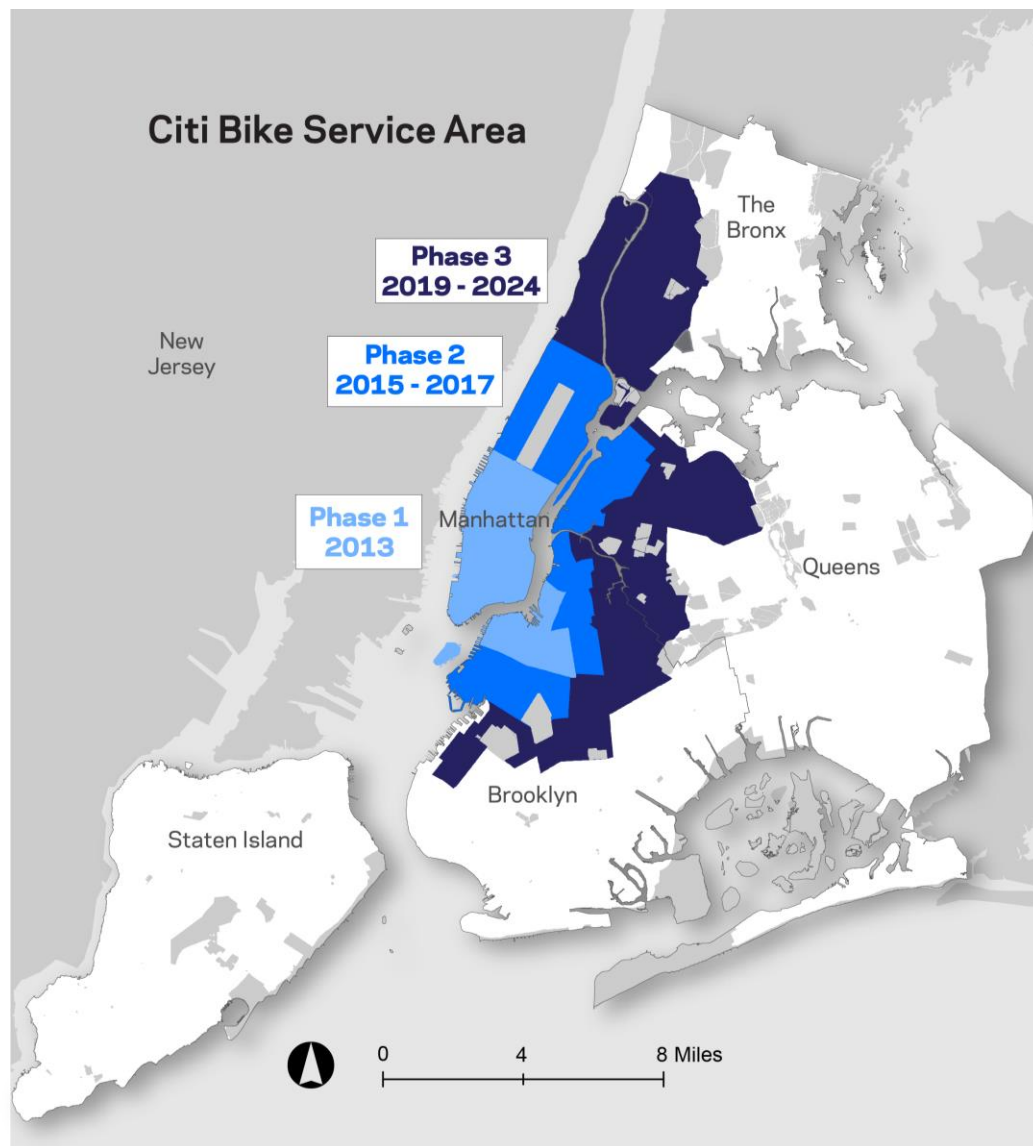 Citi Bike Service Area
The
Bronx
Phase 3
2019 - 2024
New
Jersey
Phase 2
2015 - 2017
Phase 1
2013
Manhattan
Queens
Brooklyn
Staten Island
0 4 8 Miles